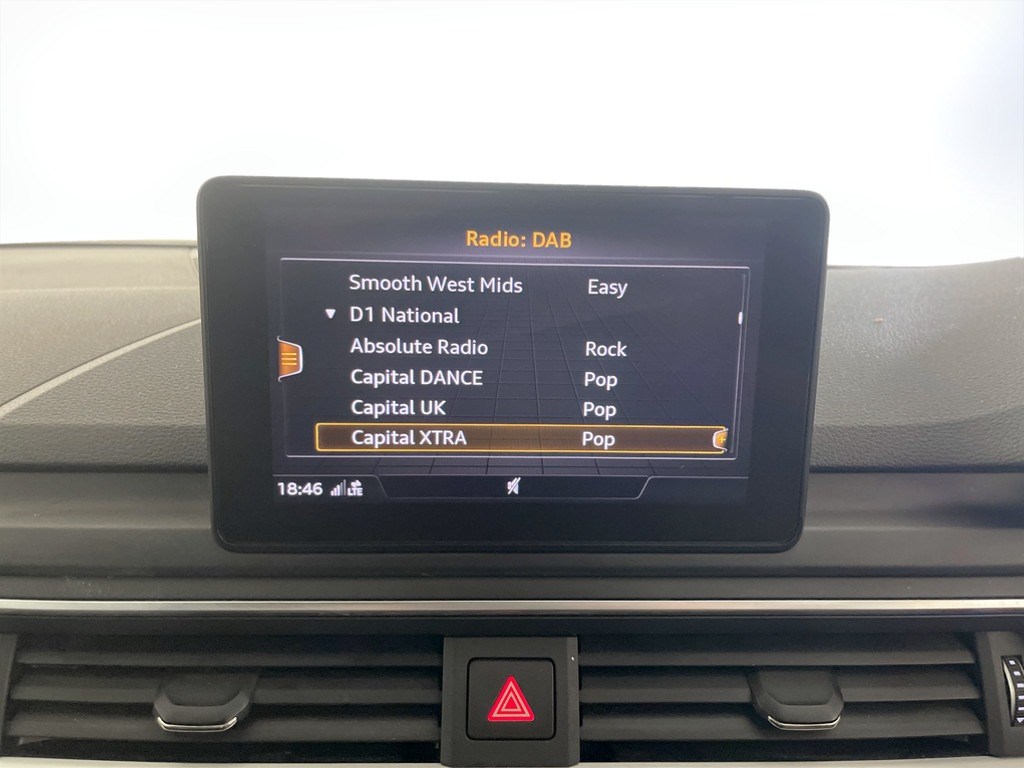 Radio: DAB
Smooth West Mids Easy
D1 National
Absolute Radio Rock
Capital DANCE Pop
Capital UK Pop
Capital XTRA Pop
18:46 LTE